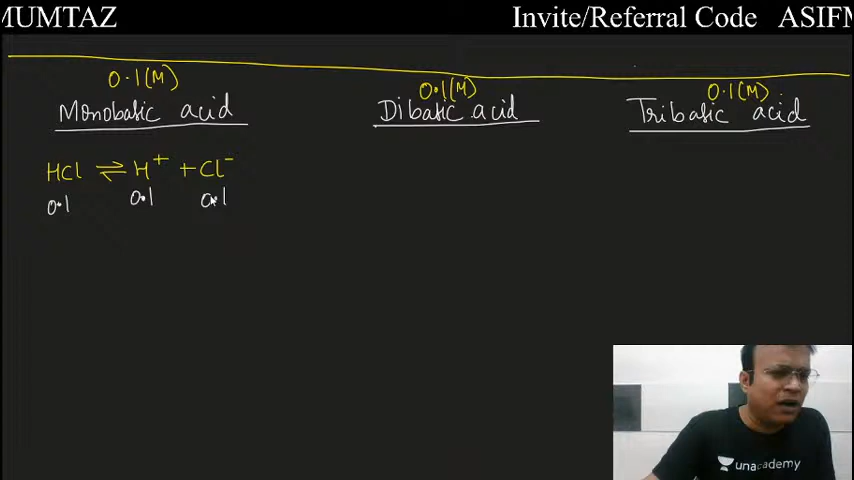 MUMTAZ
Invite/Referral Code ASIFM
0.1(M)
Monobasic acid
0.1(M)
Dibasic acid
0.1(M)
Tribasic acid
HCl ⇌ H⁺ + Cl⁻
0.1 0.1 0.1
unacademy